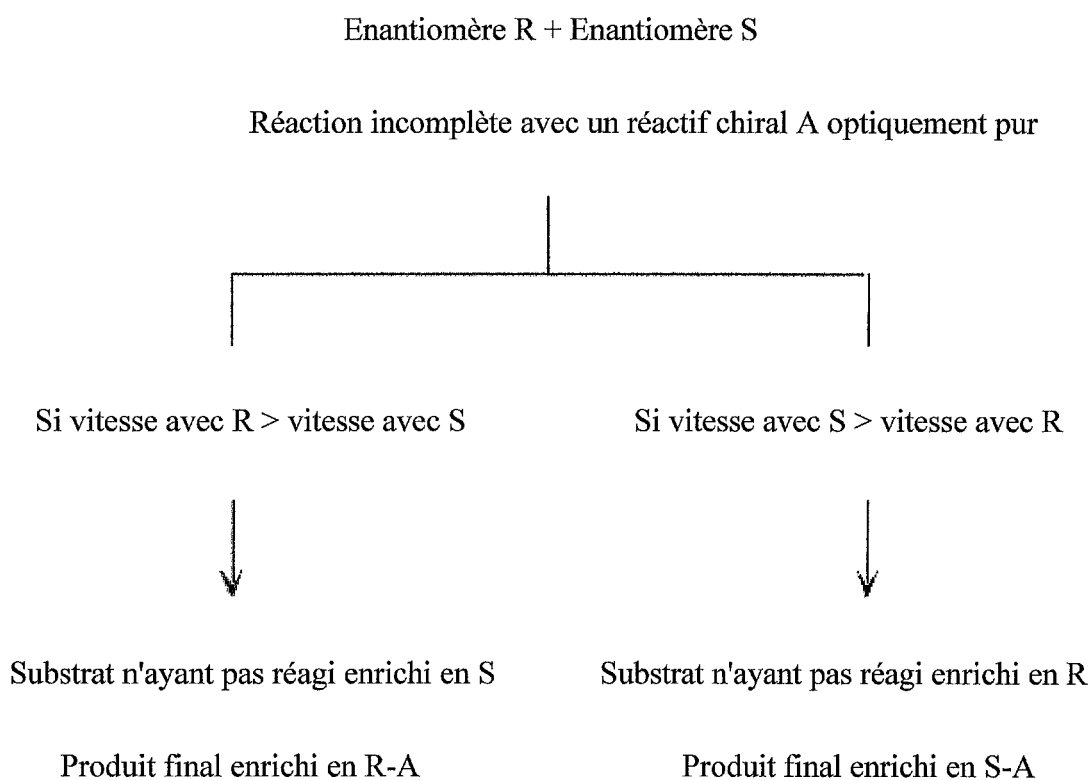 Enantiomère R + Enantiomère S
Réaction incomplète avec un réactif chiral A optiquement pur
Si vitesse avec R > vitesse avec S
Si vitesse avec S > vitesse avec R
Substrat n'ayant pas réagi enrichi en S
Substrat n'ayant pas réagi enrichi en R
Produit final enrichi en R-A
Produit final enrichi en S-A